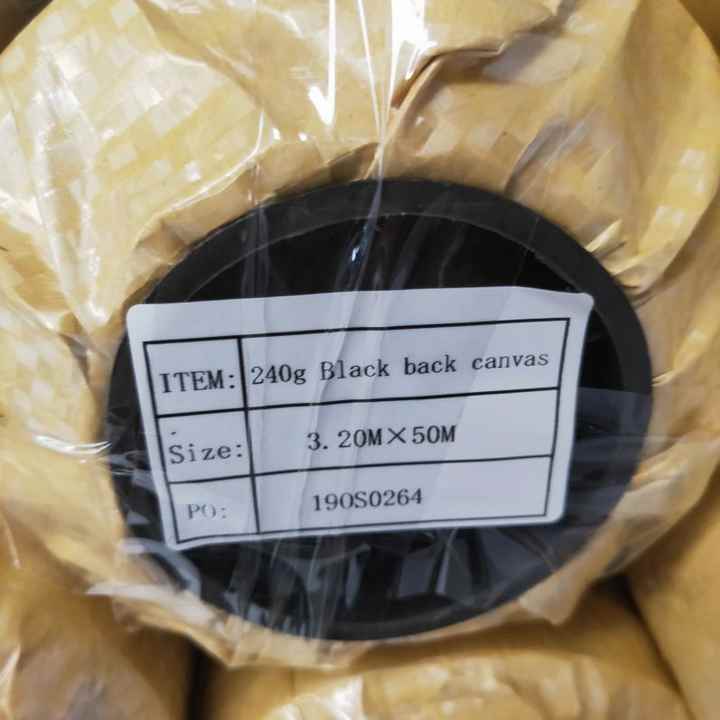 ITEM: 240g Black back canvas
Size: 3.20M×50M
PO: 190S0264